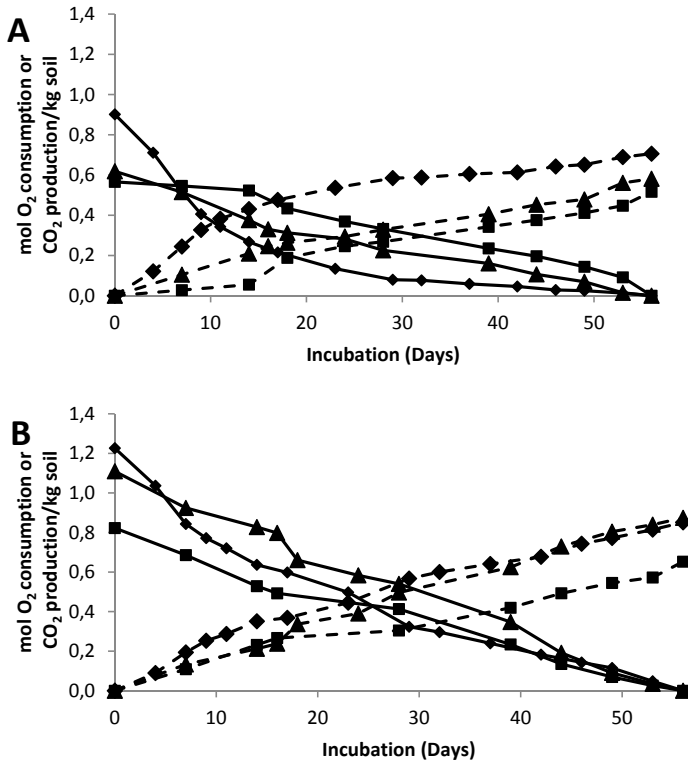 A
mol O2 consumption or
CO2 production/kg soil
1,4
1,2
1,0
0,8
0,6
0,4
0,2
0,0
0 10 20 30 40 50
Incubation (Days)
B
mol O2 consumption or
CO2 production/kg soil
1,4
1,2
1,0
0,8
0,6
0,4
0,2
0,0
0 10 20 30 40 50
Incubation (Days)